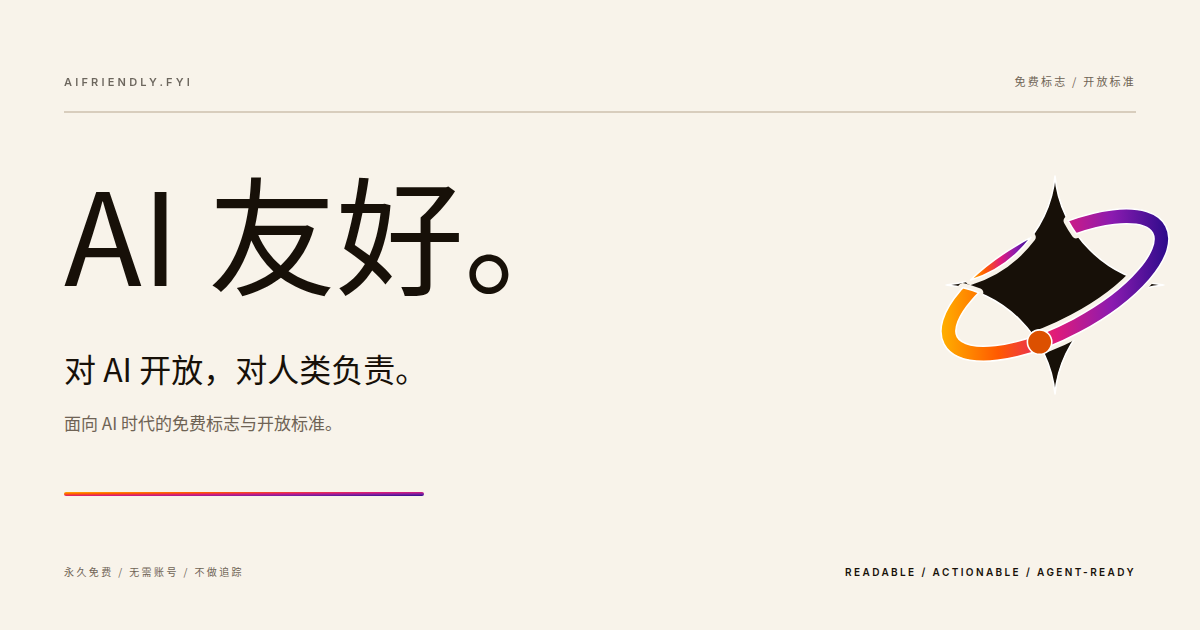 AIFRIENDLY.FYI
免费标志 / 开放标准
AI 友好。
对 AI 开放，对人类负责。
面向 AI 时代的免费标志与开放标准。
永久免费 / 无需账号 / 不做追踪
READABLE / ACTIONABLE / AGENT-READY